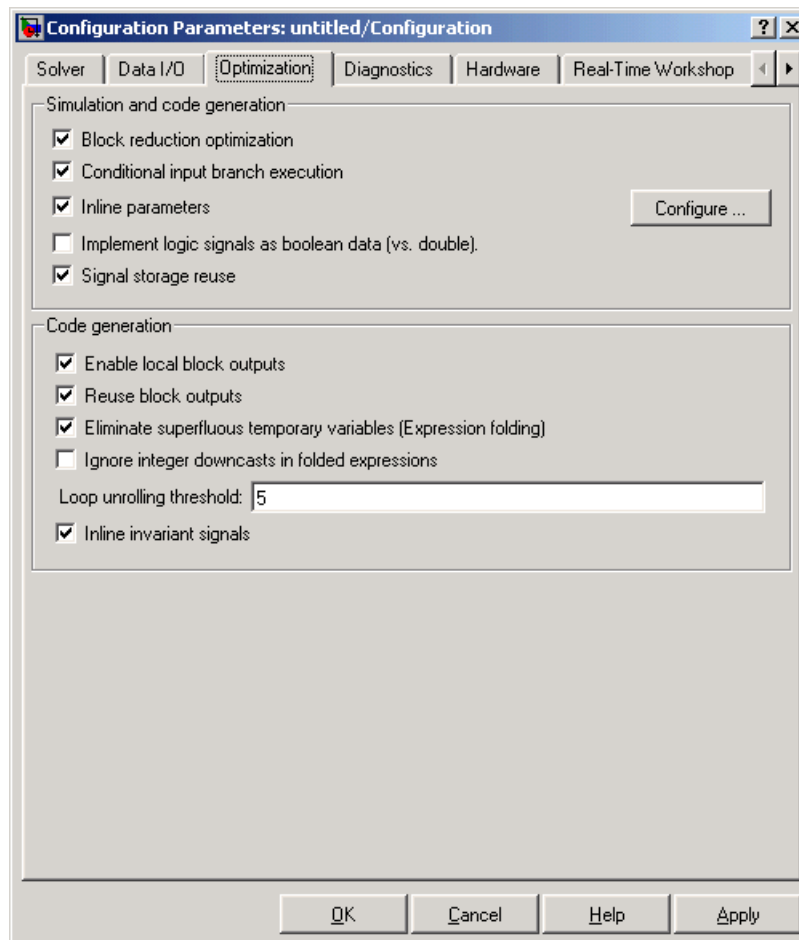 Configuration Parameters: untitled/Configuration
Solver Data I/O Optimization Diagnostics Hardware Real-Time Workshop
Simulation and code generation
Block reduction optimization
Conditional input branch execution
Inline parameters
Configure ...
Implement logic signals as boolean data (vs. double).
Signal storage reuse
Code generation
Enable local block outputs
Reuse block outputs
Eliminate superfluous temporary variables (Expression folding)
Ignore integer downcasts in folded expressions
Loop unrolling threshold: 5
Inline invariant signals
OK Cancel Help Apply